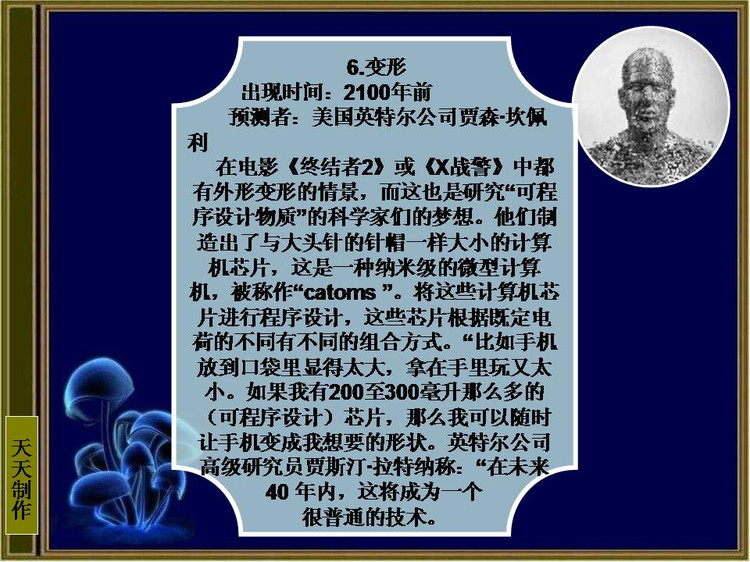 6.变形
出现时间：2100年前
预测者：美国英特尔公司贾森·坎佩
利
在电影《终结者2》或《X战警》中都
有外形变形的情景，而这也是研究“可程
序设计物质”的科学家们的梦想。他们制
造出了与大头针的针帽一样大小的计算
机芯片，这是一种纳米级的微型计算
机，被称作“catoms ”。将这些计算机芯
片进行程序设计，这些芯片根据既定电
荷的不同有不同的组合方式。“比如手机
放到口袋里显得太大，拿在手里玩又太
小。如果我有200至300毫升那么多的
（可程序设计）芯片，那么我可以随时
让手机变成我想要的形状。英特尔公司
高级研究员贾斯汀·拉特纳称：“在未来
40 年内，这将成为一个
很普通的技术。
天天制作